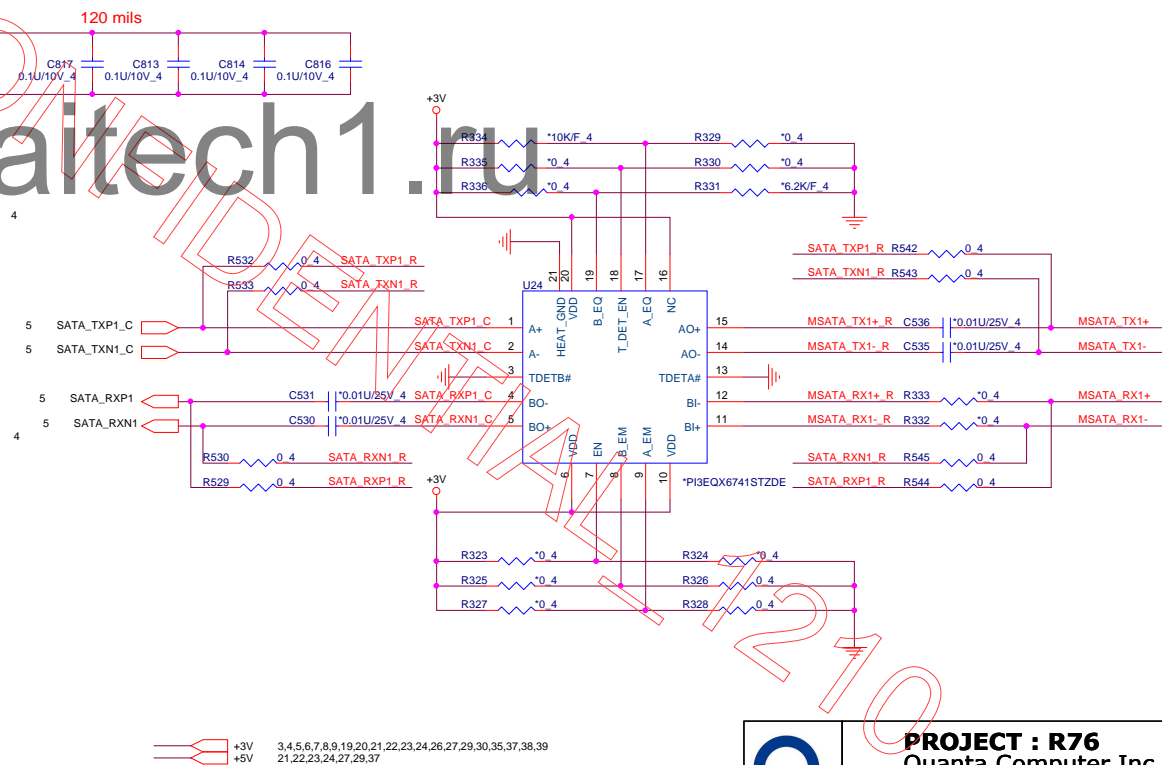 120 mils
C817 C813 C814 C816
0.1U/10V_4 0.1U/10V_4 0.1U/10V_4 0.1U/10V_4
aitech1.ru
+3V
R334 *10K/F_4 R329 *0_4
R335 *0_4 R330 *0_4
R336 *0_4 R331 *6.2K/F_4
4
R532 0_4 SATA_TXP1_R
R533 0_4 SATA_TXN1_R
SATA_TXP1_R R542 0_4
SATA_TXN1_R R543 0_4
21 20 19 18 17 16
U24
HEAT_GND VDD B_EQ T_DET_EN A_EQ NC
5 SATA_TXP1_C SATA_TXP1_C 1 A+ AO+ 15 MSATA_TX1+_R C536 *0.01U/25V_4 MSATA_TX1+
5 SATA_TXN1_C SATA_TXN1_C 2 A- AO- 14 MSATA_TX1-_R C535 *0.01U/25V_4 MSATA_TX1-
3 TDETB# TDETA# 13
5 SATA_RXP1 C531 *0.01U/25V_4 SATA_RXP1_C 4 BO- BI- 12 MSATA_RX1+_R R333 *0_4 MSATA_RX1+
5 SATA_RXN1 C530 *0.01U/25V_4 SATA_RXN1_C 5 BO+ BI+ 11 MSATA_RX1-_R R332 *0_4 MSATA_RX1-
4
VDD EN B_EM A_EM VDD
6 7 8 9 10
R530 0_4 SATA_RXN1_R
R529 0_4 SATA_RXP1_R
SATA_RXN1_R R545 0_4
SATA_RXP1_R R544 0_4
*PI3EQX6741STZDE
+3V
R323 *0_4 R324 *0_4
R325 *0_4 R326 0_4
R327 *0_4 R328 0_4
+3V 3,4,5,6,7,8,9,19,20,21,22,23,24,26,27,29,30,35,37,38,39
+5V 21,22,23,24,27,29,37
PROJECT : R76
Quanta Computer Inc